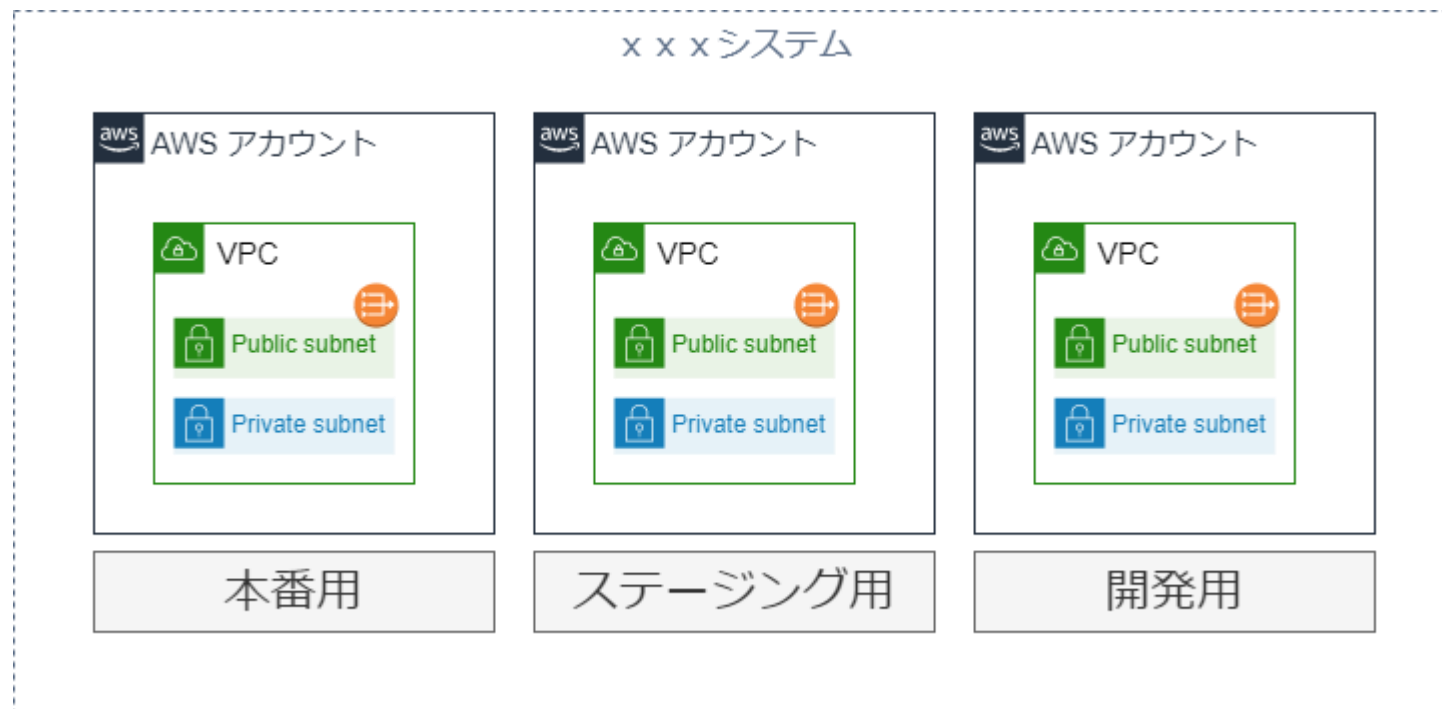 ｘｘｘシステム
aws AWS アカウント
VPC
Public subnet
Private subnet
本番用
aws AWS アカウント
VPC
Public subnet
Private subnet
ステージング用
aws AWS アカウント
VPC
Public subnet
Private subnet
開発用